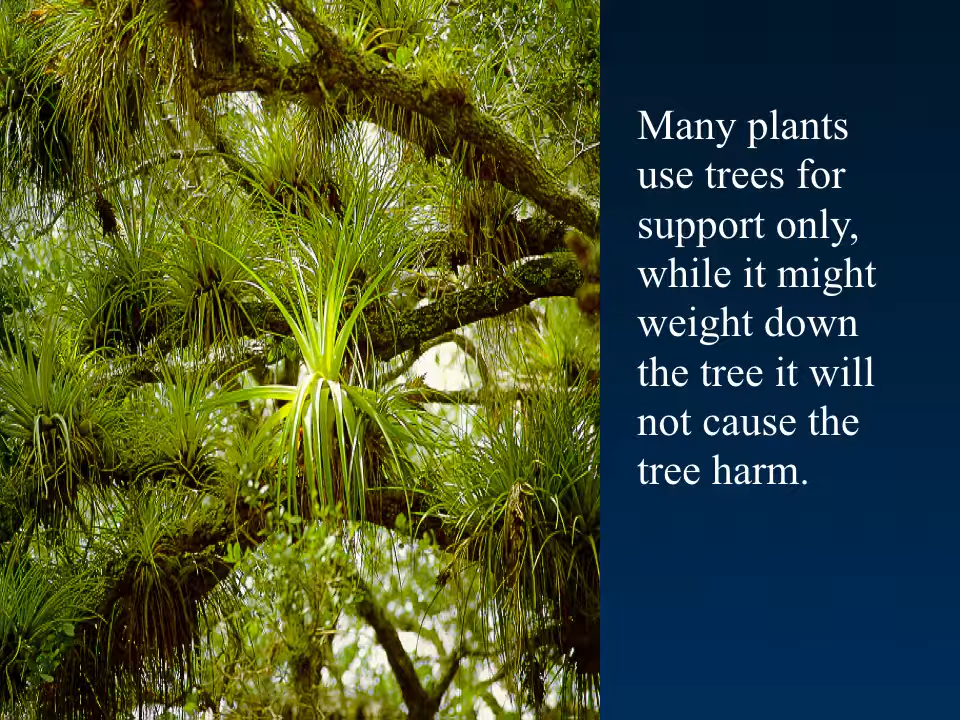 Many plants
use trees for
support only,
while it might
weight down
the tree it will
not cause the
tree harm.